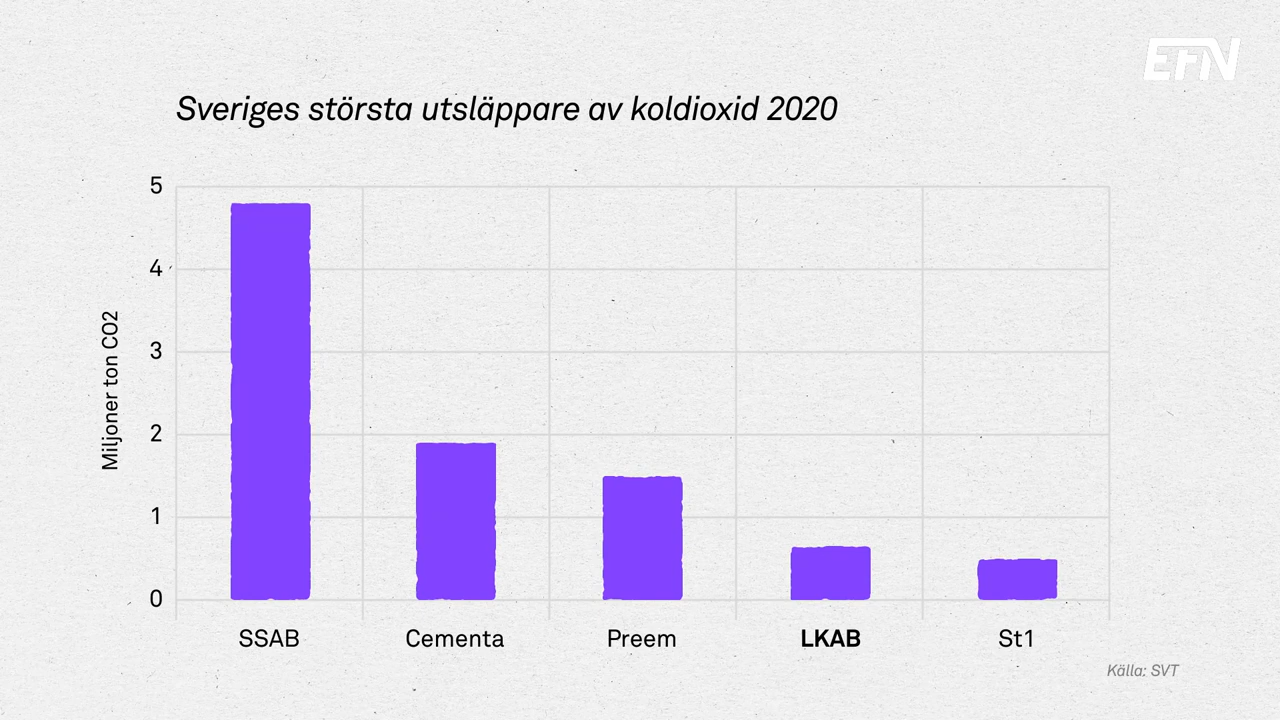 EFN
Sveriges största utsläppare av koldioxid 2020
Miljoner ton CO2
5
4
3
2
1
0
SSAB
Cementa
Preem
LKAB
St1
Källa: SVT